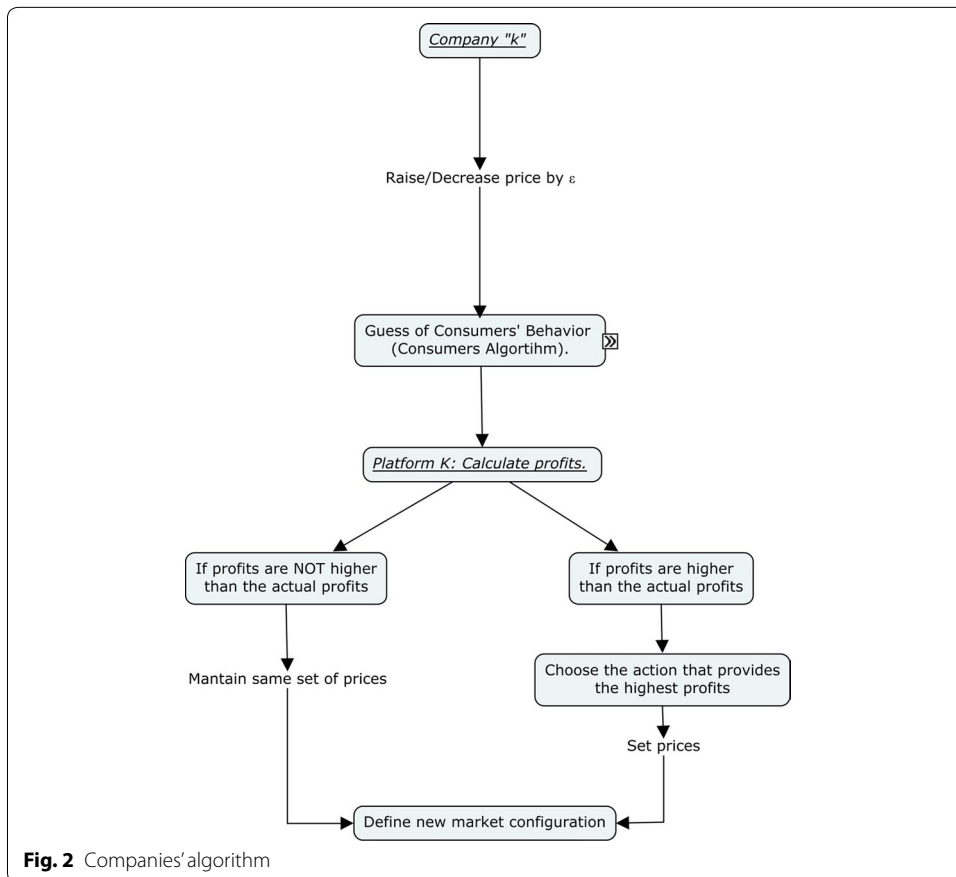 Company "k"
Raise/Decrease price by ε
Guess of Consumers' Behavior
(Consumers Algortihm).
Platform K: Calculate profits.
If profits are NOT higher
than the actual profits
If profits are higher
than the actual profits
Mantain same set of prices
Choose the action that provides
the highest profits
Set prices
Define new market configuration
Fig. 2 Companies' algorithm